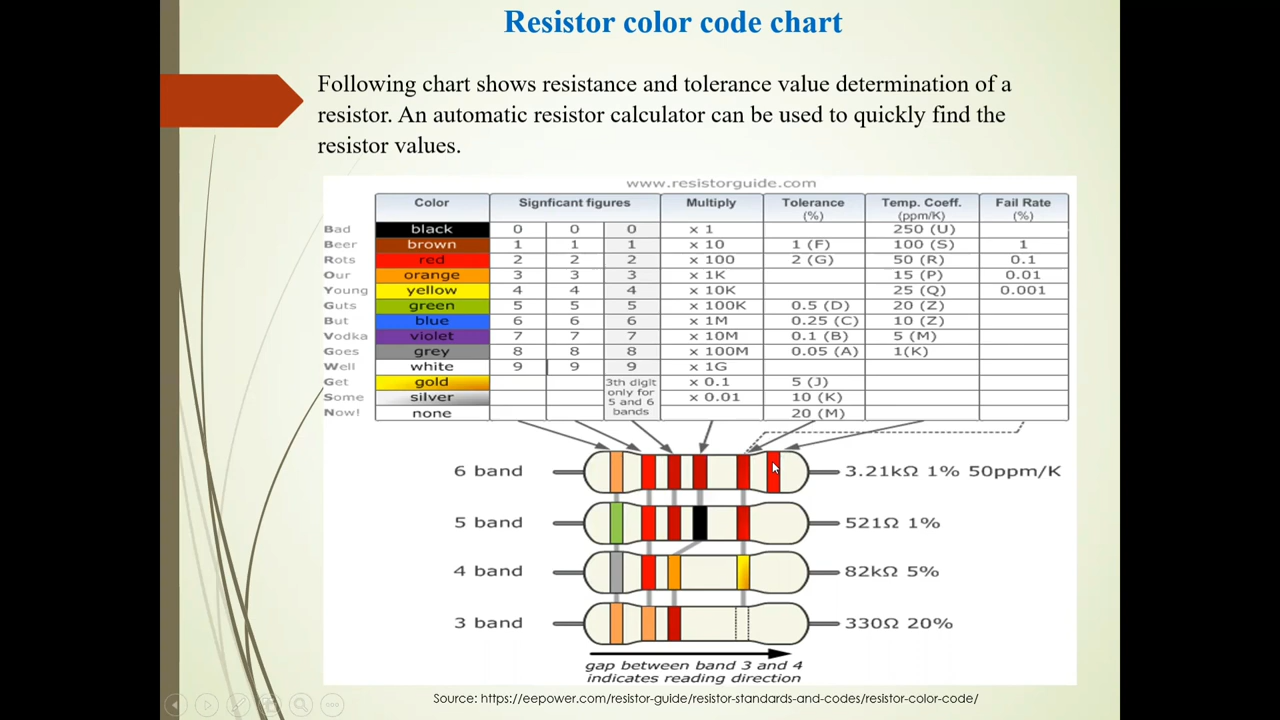 Resistor color code chart
Following chart shows resistance and tolerance value determination of a
resistor. An automatic resistor calculator can be used to quickly find the
resistor values.
www.resistorguide.com
Color Signficant figures Multiply Tolerance (%) Temp. Coeff. (ppm/K) Fail Rate (%)
Bad black 0 0 0 x 1 250 (U)
Beer brown 1 1 1 x 10 1 (F) 100 (S) 1
Rots red 2 2 2 x 100 2 (G) 50 (R) 0.1
Our orange 3 3 3 x 1K 15 (P) 0.01
Young yellow 4 4 4 x 10K 25 (Q) 0.001
Guts green 5 5 5 x 100K 0.5 (D) 20 (Z)
But blue 6 6 6 x 1M 0.25 (C) 10 (Z)
Vodka violet 7 7 7 x 10M 0.1 (B) 5 (M)
Goes grey 8 8 8 x 100M 0.05 (A) 1(K)
Well white 9 9 9 x 1G
Get gold x 0.1 5 (J)
Some silver x 0.01 10 (K)
Now! none 20 (M)
3th digit
only for
5 and 6
bands
6 band 3.21kΩ 1% 50ppm/K
5 band 521Ω 1%
4 band 82kΩ 5%
3 band 330Ω 20%
gap between band 3 and 4
indicates reading direction
Source: https://eepower.com/resistor-guide/resistor-standards-and-codes/resistor-color-code/